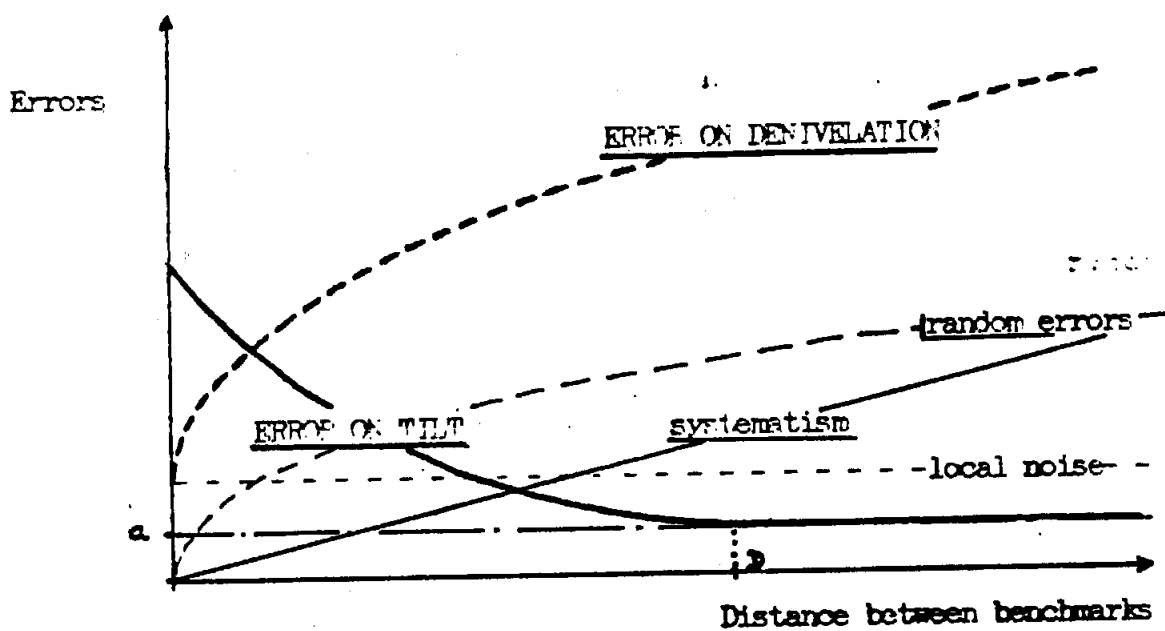 Errors
ERROR ON DENIVELATION
random errors
ERROR ON TILT
systematism
local noise
a
D
Distance between benchmarks